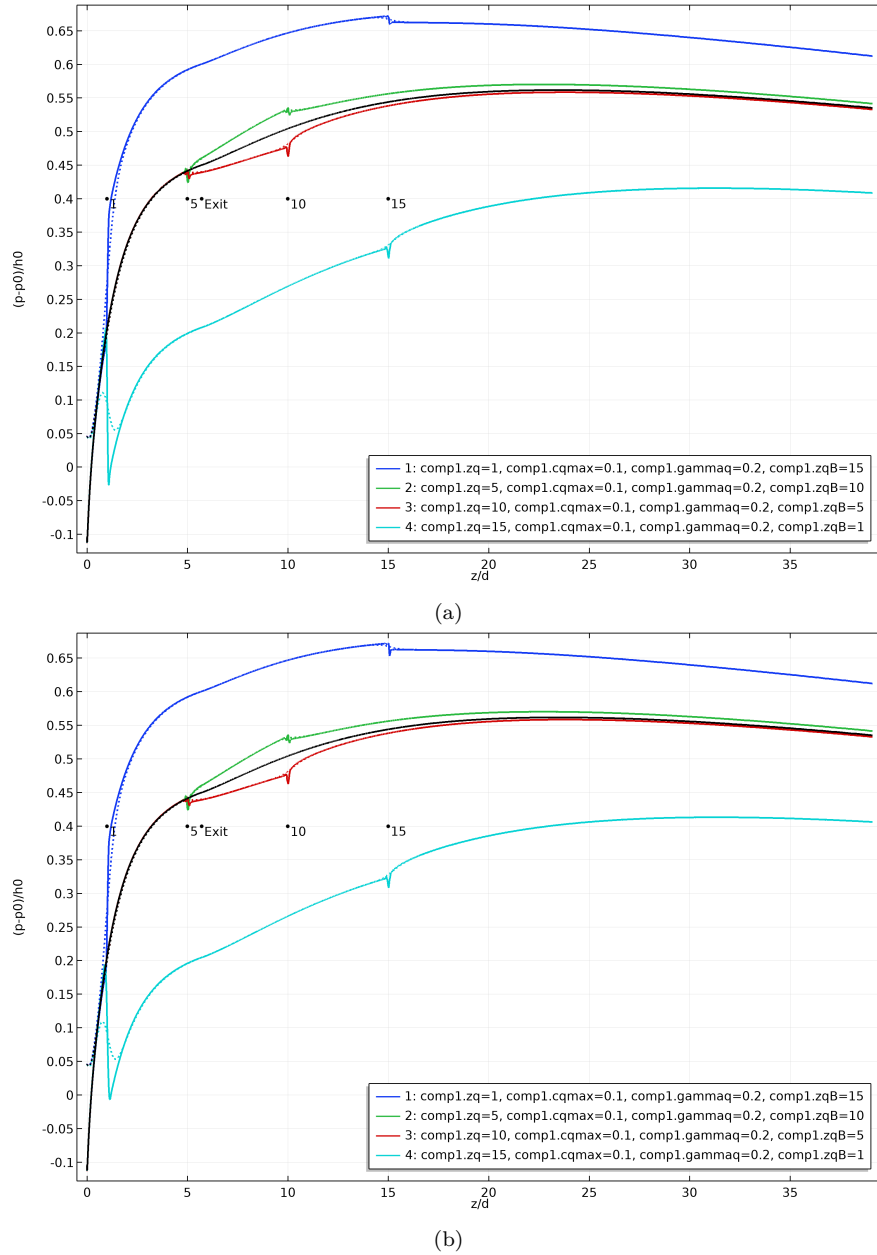 0.65
0.6
0.55
0.5
0.45
0.4
0.35
0.3
0.25
0.2
0.15
0.1
0.05
0
-0.05
-0.1
(p-p0)/h0
1
5
Exit
10
15
1: comp1.zq=1, comp1.cqmax=0.1, comp1.gammaq=0.2, comp1.zqB=15
2: comp1.zq=5, comp1.cqmax=0.1, comp1.gammaq=0.2, comp1.zqB=10
3: comp1.zq=10, comp1.cqmax=0.1, comp1.gammaq=0.2, comp1.zqB=5
4: comp1.zq=15, comp1.cqmax=0.1, comp1.gammaq=0.2, comp1.zqB=1
0 5 10 15 20 25 30 35
z/d
(a)
0.65
0.6
0.55
0.5
0.45
0.4
0.35
0.3
0.25
0.2
0.15
0.1
0.05
0
-0.05
-0.1
(p-p0)/h0
1
5
Exit
10
15
1: comp1.zq=1, comp1.cqmax=0.1, comp1.gammaq=0.2, comp1.zqB=15
2: comp1.zq=5, comp1.cqmax=0.1, comp1.gammaq=0.2, comp1.zqB=10
3: comp1.zq=10, comp1.cqmax=0.1, comp1.gammaq=0.2, comp1.zqB=5
4: comp1.zq=15, comp1.cqmax=0.1, comp1.gammaq=0.2, comp1.zqB=1
0 5 10 15 20 25 30 35
z/d
(b)